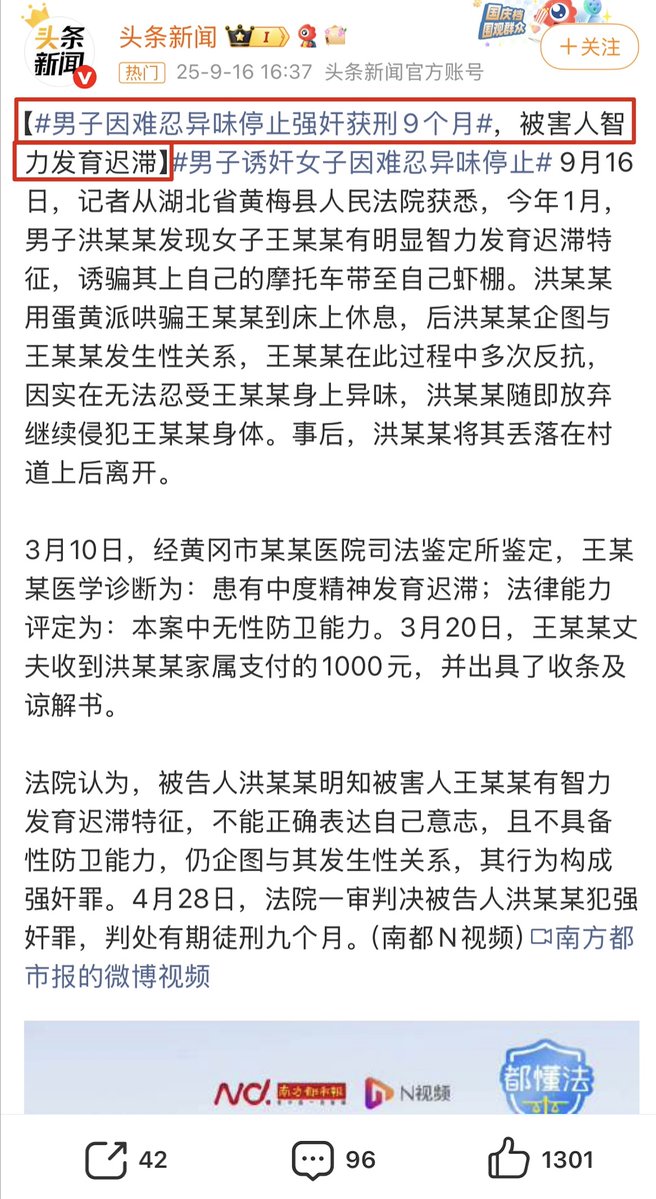 头条
新闻
头条新闻 I
热门 25-9-16 16:37 头条新闻官方账号
国庆档
围观群众
+关注
【#男子因难忍异味停止强奸获刑9个月#，被害人智
力发育迟滞】#男子诱奸女子因难忍异味停止# 9月16
日，记者从湖北省黄梅县人民法院获悉，今年1月，
男子洪某某发现女子王某某有明显智力发育迟滞特
征，诱骗其上自己的摩托车带至自己虾棚。洪某某
用蛋黄派哄骗王某某到床上休息，后洪某某企图与
王某某发生性关系，王某某在此过程中多次反抗，
因实在无法忍受王某某身上异味，洪某某随即放弃
继续侵犯王某某身体。事后，洪某某将其丢落在村
道上后离开。
3月10日，经黄冈市某某医院司法鉴定所鉴定，王某
某医学诊断为：患有中度精神发育迟滞；法律能力
评定为：本案中无性防卫能力。3月20日，王某某丈
夫收到洪某某家属支付的1000元，并出具了收条及
谅解书。
法院认为，被告人洪某某明知被害人王某某有智力
发育迟滞特征，不能正确表达自己意志，且不具备
性防卫能力，仍企图与其发生性关系，其行为构成
强奸罪。4月28日，法院一审判决被告人洪某某犯强
奸罪，判处有期徒刑九个月。(南都N视频) 南方都
市报的微博视频
南方都市报 N视频
都懂法
42 96 1301